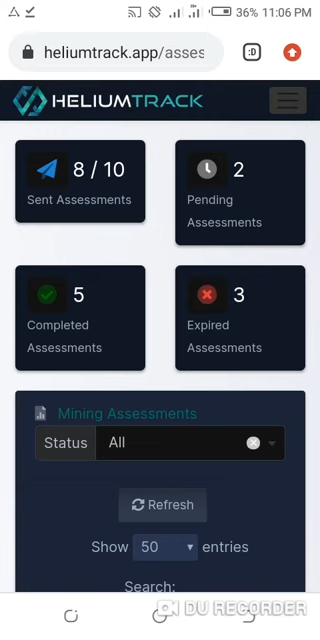 36% 11:06 PM
heliumtrack.app/asses
:D
HELIUMTRACK
8 / 10
Sent Assessments
2
Pending
Assessments
5
Completed
Assessments
3
Expired
Assessments
Mining Assessments
Status All
Refresh
Show 50 entries
Search:
DU RECORDER